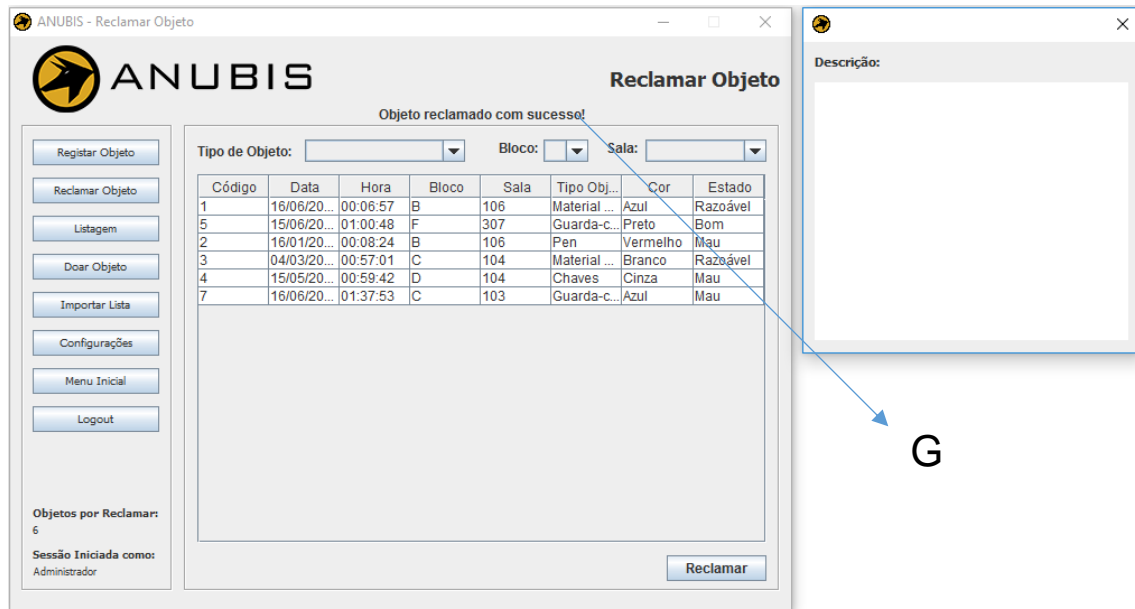 ANUBIS - Reclamar Objeto
ANUBIS
Reclamar Objeto
Objeto reclamado com sucesso!
Registar Objeto
Reclamar Objeto
Listagem
Doar Objeto
Importar Lista
Configurações
Menu Inicial
Logout
Objetos por Reclamar:
6
Sessão Iniciada como:
Administrador
Tipo de Objeto: Bloco: Sala:
Código Data Hora Bloco Sala Tipo Obj... Cor Estado
1 16/06/20... 00:06:57 B 106 Material ... Azul Razoável
5 15/06/20... 01:00:48 F 307 Guarda-c... Preto Bom
2 16/01/20... 00:08:24 B 106 Pen Vermelho Mau
3 04/03/20... 00:57:01 C 104 Material ... Branco Razoável
4 15/05/20... 00:59:42 D 104 Chaves Cinza Mau
7 16/06/20... 01:37:53 C 103 Guarda-c... Azul Mau
Reclamar
Descrição:
G